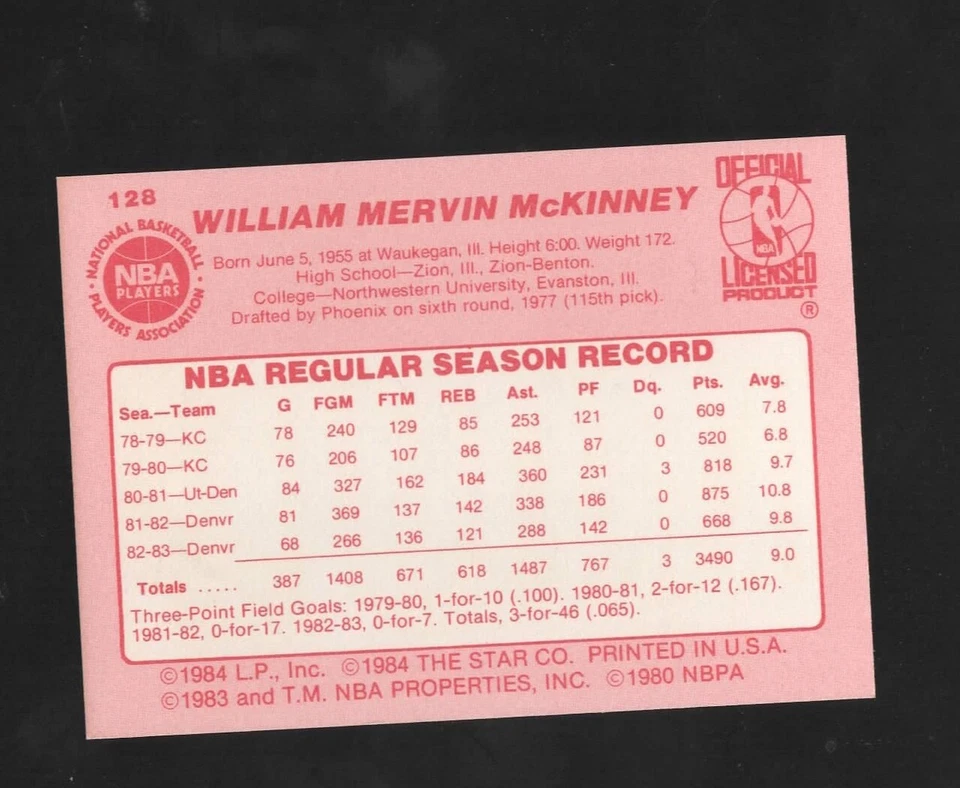 128
WILLIAM MERVIN McKINNEY
OFFICIAL
NBA
LICENSED
PRODUCT
®
NATIONAL BASKETBALL
NBA
PLAYERS
PLAYERS ASSOCIATION
Born June 5, 1955 at Waukegan, Ill. Height 6:00. Weight 172.
High School—Zion, Ill., Zion-Benton.
College—Northwestern University, Evanston, Ill.
Drafted by Phoenix on sixth round, 1977 (115th pick).
NBA REGULAR SEASON RECORD
Sea.—Team G FGM FTM REB Ast. PF Dq. Pts. Avg.
78-79—KC 78 240 129 85 253 121 0 609 7.8
79-80—KC 76 206 107 86 248 87 0 520 6.8
80-81—Ut-Den 84 327 162 184 360 231 3 818 9.7
81-82—Denvr 81 369 137 142 338 186 0 875 10.8
82-83—Denvr 68 266 136 121 288 142 0 668 9.8
Totals ..... 387 1408 671 618 1487 767 3 3490 9.0
Three-Point Field Goals: 1979-80, 1-for-10 (.100). 1980-81, 2-for-12 (.167).
1981-82, 0-for-17. 1982-83, 0-for-7. Totals, 3-for-46 (.065).
©1984 L.P., Inc. ©1984 THE STAR CO. PRINTED IN U.S.A.
©1983 and T.M. NBA PROPERTIES, INC. ©1980 NBPA